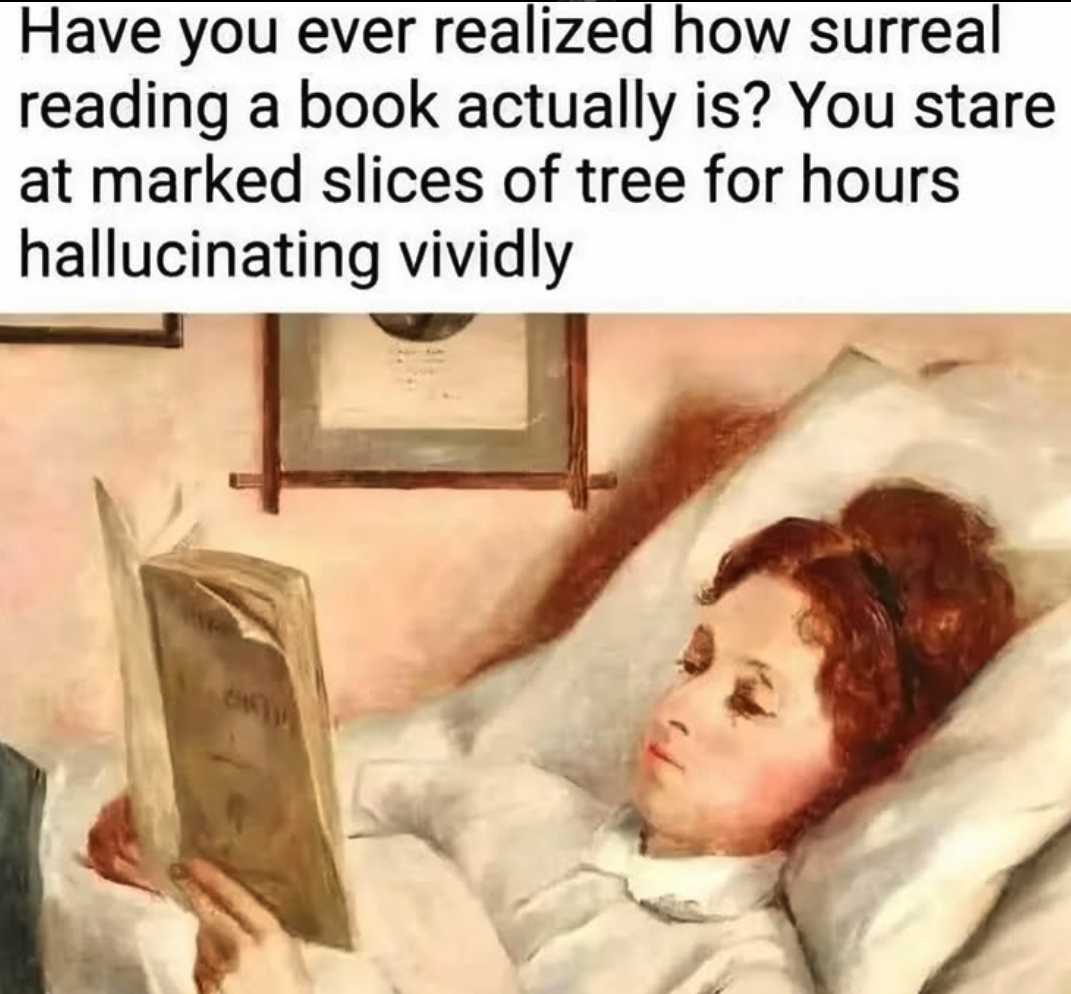 Have you ever realized how surreal
reading a book actually is? You stare
at marked slices of tree for hours
hallucinating vividly